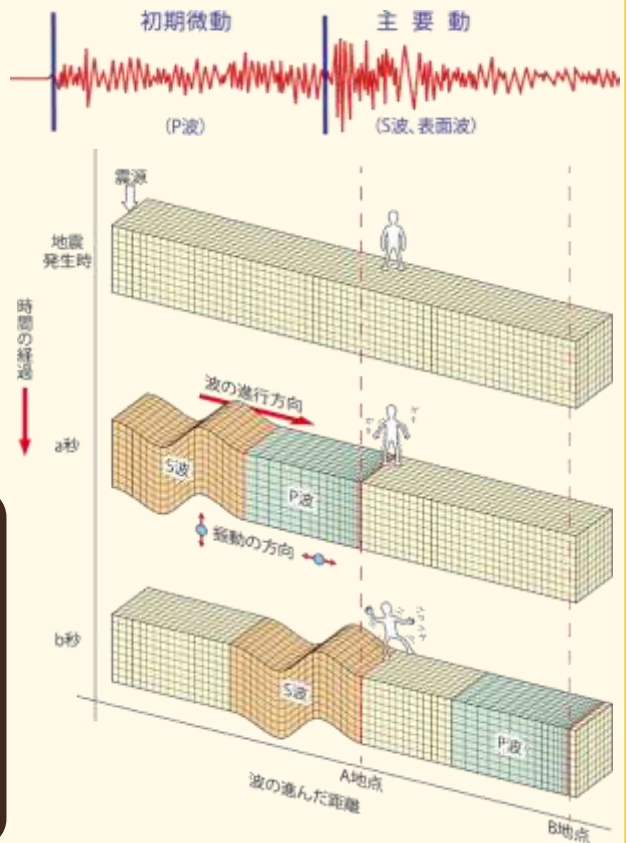 初期微動
主要動
(P波)
(S波、表面波)
震源
地震
発生時
時間の経過
波の進行方向
a秒
S波
P波
振動の方向
b秒
S波
P波
A地点
波の進んだ距離
B地点